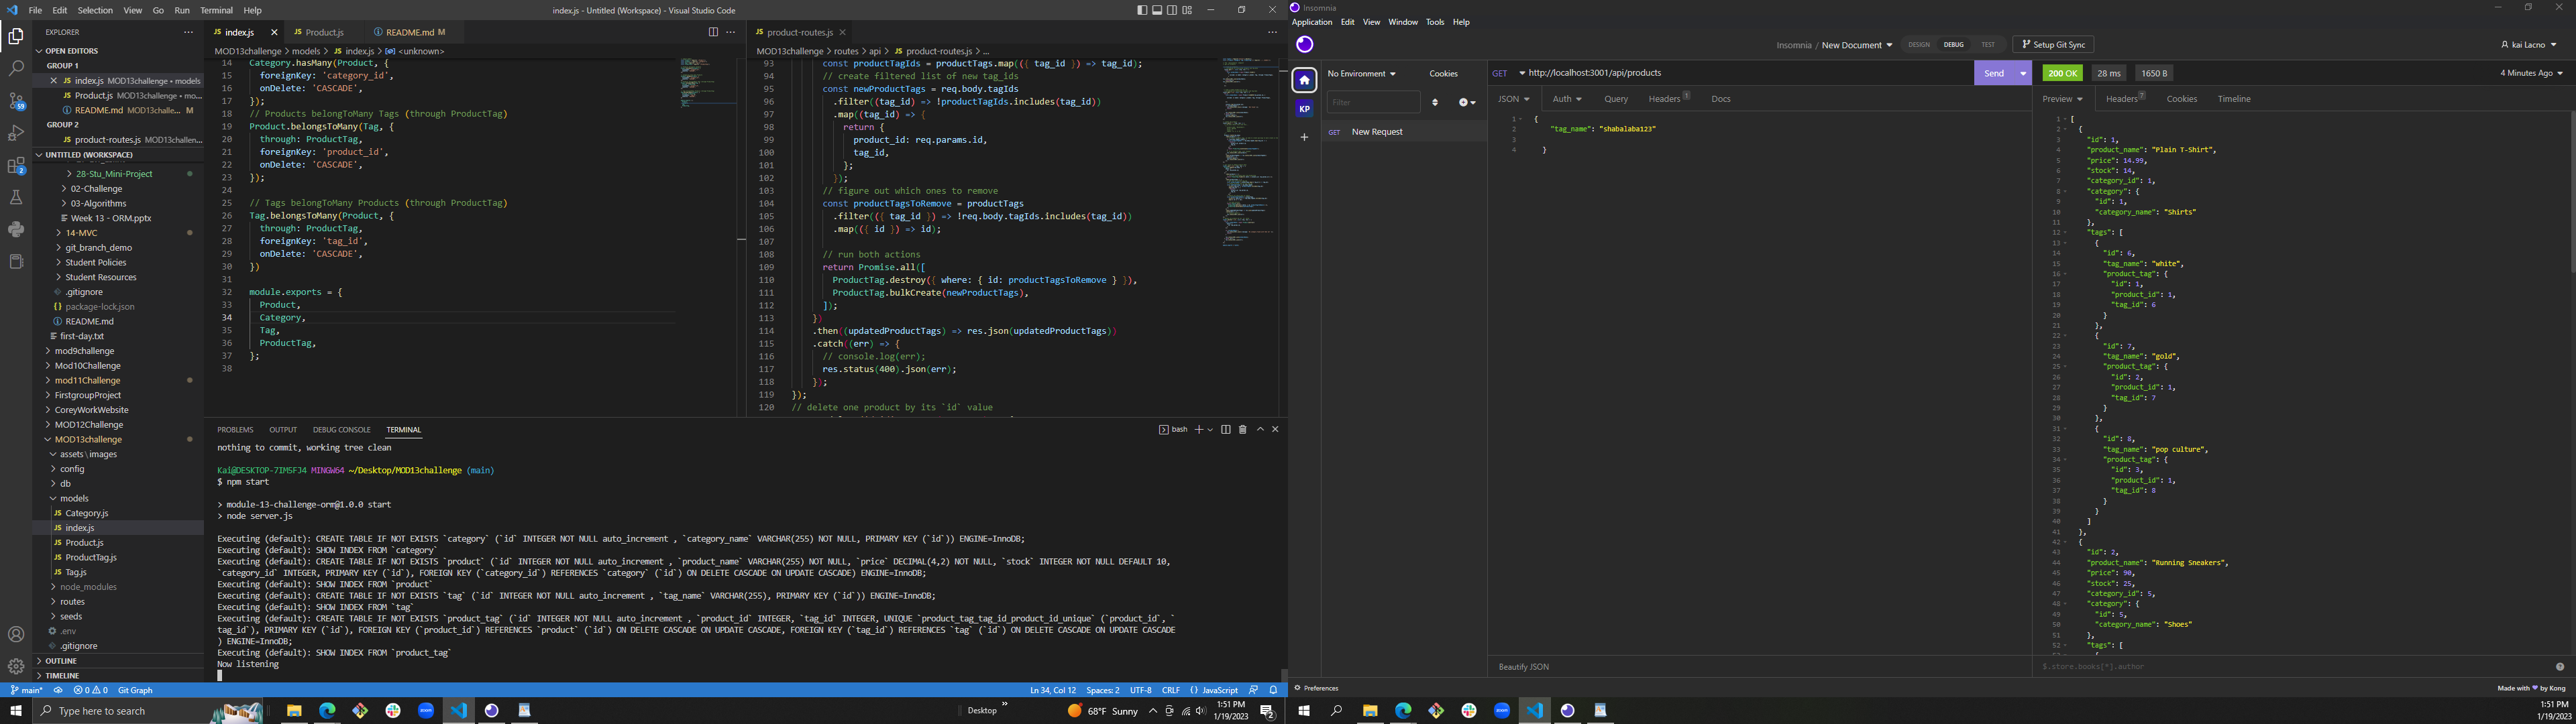 File Edit Selection View Go Run Terminal Help
index.js - Untitled (Workspace) - Visual Studio Code
EXPLORER
OPEN EDITORS
GROUP 1
index.js MOD13challenge • models
Product.js MOD13challenge • mo...
README.md MOD13challe... M
GROUP 2
product-routes.js MOD13challen...
UNTITLED (WORKSPACE)
28-Stu_Mini-Project
02-Challenge
03-Algorithms
Week 13 - ORM.pptx
14-MVC
git_branch_demo
Student Policies
Student Resources
.gitignore
package-lock.json
README.md
first-day.txt
mod9challenge
Mod10Challenge
mod11Challenge
FirstgroupProject
CoreyWorkWebsite
MOD12Challenge
MOD13challenge
assets\images
config
db
models
Category.js
index.js
Product.js
ProductTag.js
Tag.js
node_modules
routes
seeds
.env
.gitignore
OUTLINE
TIMELINE
59
2
index.js
Product.js
README.md M
MOD13challenge > models > JS index.js > <unknown>
14 Category.hasMany(Product, {
15 foreignKey: 'category_id',
16 onDelete: 'CASCADE',
17 });
18 // Products belongToMany Tags (through ProductTag)
19 Product.belongsToMany(Tag, {
20 through: ProductTag,
21 foreignKey: 'product_id',
22 onDelete: 'CASCADE',
23 });
24
25 // Tags belongToMany Products (through ProductTag)
26 Tag.belongsToMany(Product, {
27 through: ProductTag,
28 foreignKey: 'tag_id',
29 onDelete: 'CASCADE',
30 })
31
32 module.exports = {
33 Product,
34 Category,
35 Tag,
36 ProductTag,
37 };
38
product-routes.js
MOD13challenge > routes > api > JS product-routes.js > ...
93 const productTagIds = productTags.map(({ tag_id }) => tag_id);
94 // create filtered list of new tag_ids
95 const newProductTags = req.body.tagIds
96 .filter((tag_id) => !productTagIds.includes(tag_id))
97 .map((tag_id) => {
98 return {
99 product_id: req.params.id,
100 tag_id,
101 };
102 });
103 // figure out which ones to remove
104 const productTagsToRemove = productTags
105 .filter(({ tag_id }) => !req.body.tagIds.includes(tag_id))
106 .map(({ id }) => id);
107
108 // run both actions
109 return Promise.all([
110 ProductTag.destroy({ where: { id: productTagsToRemove } }),
111 ProductTag.bulkCreate(newProductTags),
112 ]);
113 })
114 .then((updatedProductTags) => res.json(updatedProductTags))
115 .catch((err) => {
116 // console.log(err);
117 res.status(400).json(err);
118 });
119 });
120 // delete one product by its `id` value
PROBLEMS OUTPUT DEBUG CONSOLE TERMINAL
bash
nothing to commit, working tree clean
Kai@DESKTOP-7IM5FJ4 MINGW64 ~/Desktop/MOD13challenge (main)
$ npm start
> module-13-challenge-orm@1.0.0 start
> node server.js
Executing (default): CREATE TABLE IF NOT EXISTS `category` (`id` INTEGER NOT NULL auto_increment , `category_name` VARCHAR(255) NOT NULL, PRIMARY KEY (`id`)) ENGINE=InnoDB;
Executing (default): SHOW INDEX FROM `category`
Executing (default): CREATE TABLE IF NOT EXISTS `product` (`id` INTEGER NOT NULL auto_increment , `product_name` VARCHAR(255) NOT NULL, `price` DECIMAL(4,2) NOT NULL, `stock` INTEGER NOT NULL DEFAULT 10,
`category_id` INTEGER, PRIMARY KEY (`id`), FOREIGN KEY (`category_id`) REFERENCES `category` (`id`) ON DELETE CASCADE ON UPDATE CASCADE) ENGINE=InnoDB;
Executing (default): SHOW INDEX FROM `product`
Executing (default): CREATE TABLE IF NOT EXISTS `tag` (`id` INTEGER NOT NULL auto_increment , `tag_name` VARCHAR(255), PRIMARY KEY (`id`)) ENGINE=InnoDB;
Executing (default): SHOW INDEX FROM `tag`
Executing (default): CREATE TABLE IF NOT EXISTS `product_tag` (`id` INTEGER NOT NULL auto_increment , `product_id` INTEGER, `tag_id` INTEGER, UNIQUE `product_tag_tag_id_product_id_unique` (`product_id`, `
tag_id`), PRIMARY KEY (`id`), FOREIGN KEY (`product_id`) REFERENCES `product` (`id`) ON DELETE CASCADE ON UPDATE CASCADE, FOREIGN KEY (`tag_id`) REFERENCES `tag` (`id`) ON DELETE CASCADE ON UPDATE CASCADE
) ENGINE=InnoDB;
Executing (default): SHOW INDEX FROM `product_tag`
Now listening
main* 0 0 Git Graph
Ln 34, Col 12 Spaces: 2 UTF-8 CRLF {} JavaScript
Type here to search
Desktop
68°F Sunny
1:51 PM
1/19/2023
2
Insomnia
Application Edit View Window Tools Help
Insomnia / New Document
DESIGN DEBUG TEST
Setup Git Sync
kai Lacno
KP
No Environment Cookies
Filter
GET New Request
GET http://localhost:3001/api/products
Send
JSON Auth Query Headers 1 Docs
1 {
2 "tag_name": "shabalaba123"
3
4 }
Beautify JSON
200 OK 28 ms 1650 B
4 Minutes Ago
Preview Headers 7 Cookies Timeline
1 [
2 {
3 "id": 1,
4 "product_name": "Plain T-Shirt",
5 "price": 14.99,
6 "stock": 14,
7 "category_id": 1,
8 "category": {
9 "id": 1,
10 "category_name": "Shirts"
11 },
12 "tags": [
13 {
14 "id": 6,
15 "tag_name": "white",
16 "product_tag": {
17 "id": 1,
18 "product_id": 1,
19 "tag_id": 6
20 }
21 },
22 {
23 "id": 7,
24 "tag_name": "gold",
25 "product_tag": {
26 "id": 2,
27 "product_id": 1,
28 "tag_id": 7
29 }
30 },
31 {
32 "id": 8,
33 "tag_name": "pop culture",
34 "product_tag": {
35 "id": 3,
36 "product_id": 1,
37 "tag_id": 8
38 }
39 }
40 ]
41 },
42 {
43 "id": 2,
44 "product_name": "Running Sneakers",
45 "price": 90,
46 "stock": 25,
47 "category_id": 5,
48 "category": {
49 "id": 5,
50 "category_name": "Shoes"
51 },
52 "tags": [
$.store.books[*].author
Preferences
Made with ♥ by Kong
1:51 PM
1/19/2023